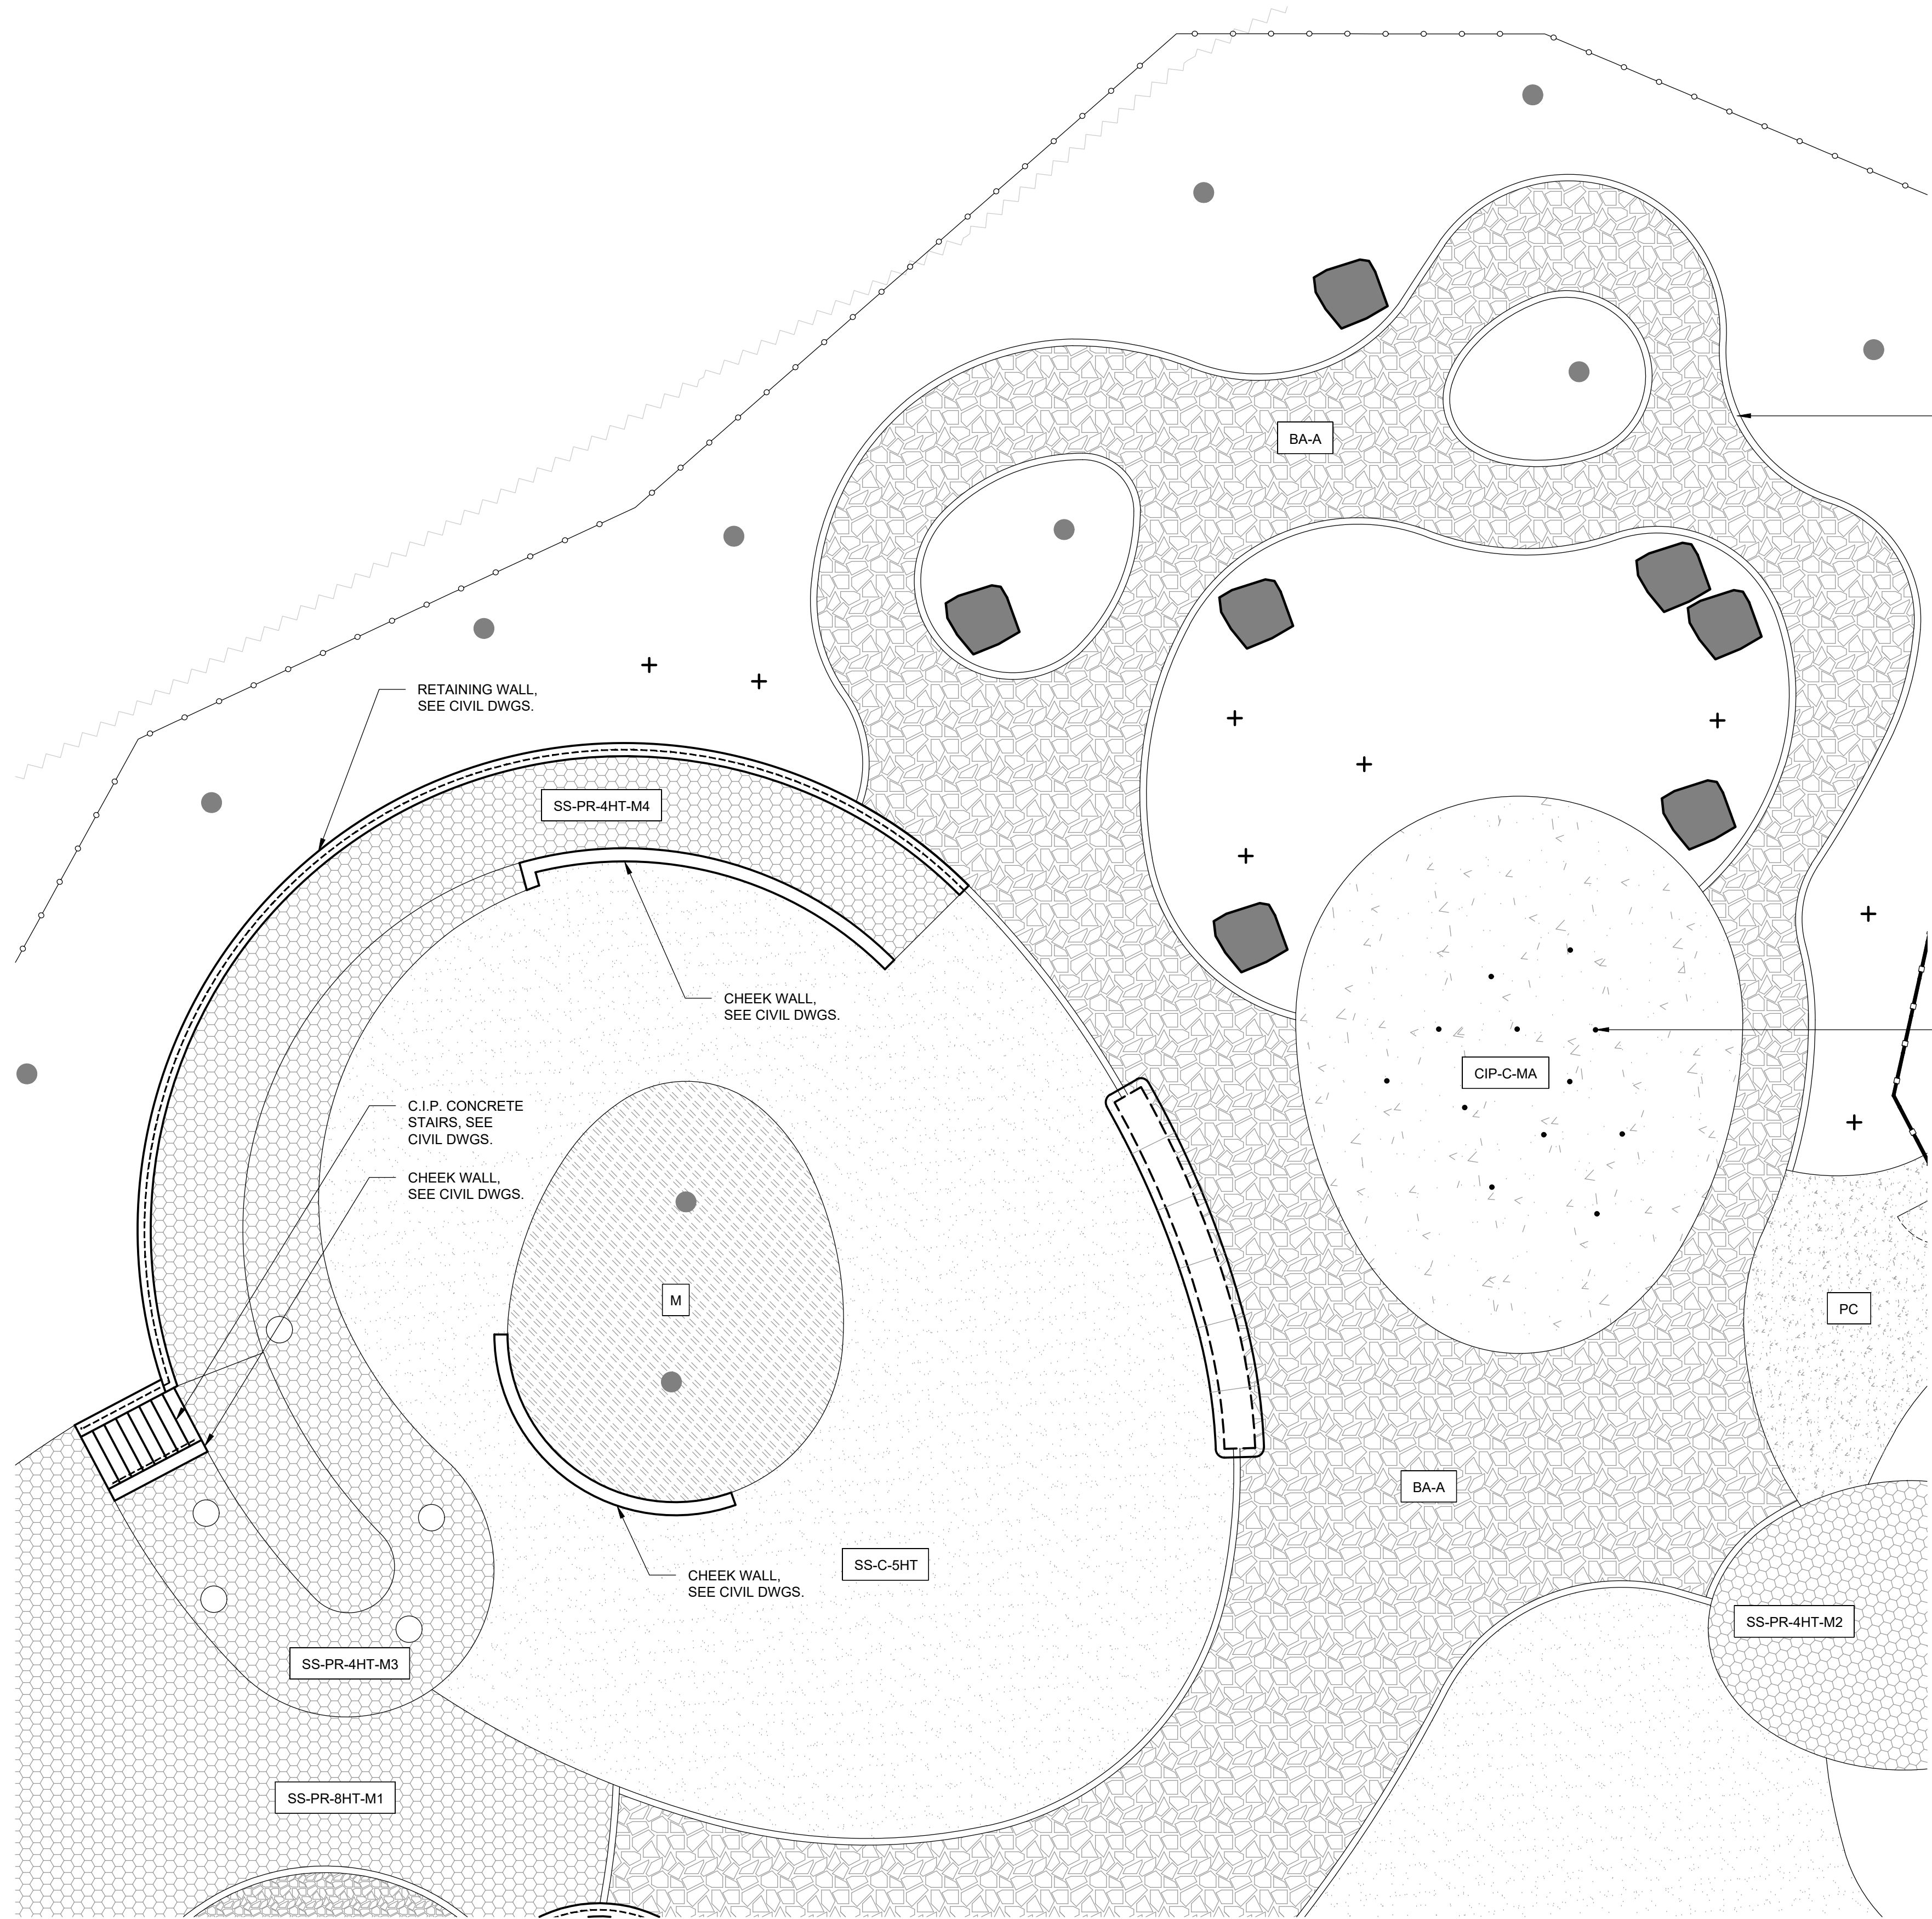 BA-A
RETAINING WALL,
SEE CIVIL DWGS.
SS-PR-4HT-M4
CHEEK WALL,
SEE CIVIL DWGS.
CIP-C-MA
C.I.P. CONCRETE
STAIRS, SEE
CIVIL DWGS.
CHEEK WALL,
SEE CIVIL DWGS.
M
PC
BA-A
SS-C-5HT
CHEEK WALL,
SEE CIVIL DWGS.
SS-PR-4HT-M2
SS-PR-4HT-M3
SS-PR-8HT-M1